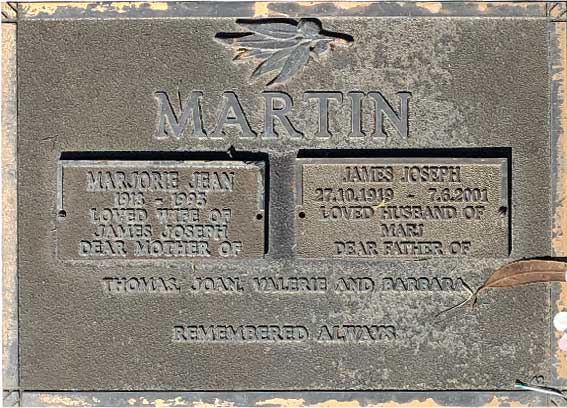 MARTIN
MARJORIE JEAN
1918 - 1995
LOVED WIFE OF
JAMES JOSEPH
DEAR MOTHER OF
JAMES JOSEPH
27.10.1919 - 7.6.2001
LOVED HUSBAND OF
MARJ
DEAR FATHER OF
THOMAS, JOAN, VALERIE AND BARBARA
REMEMBERED ALWAYS